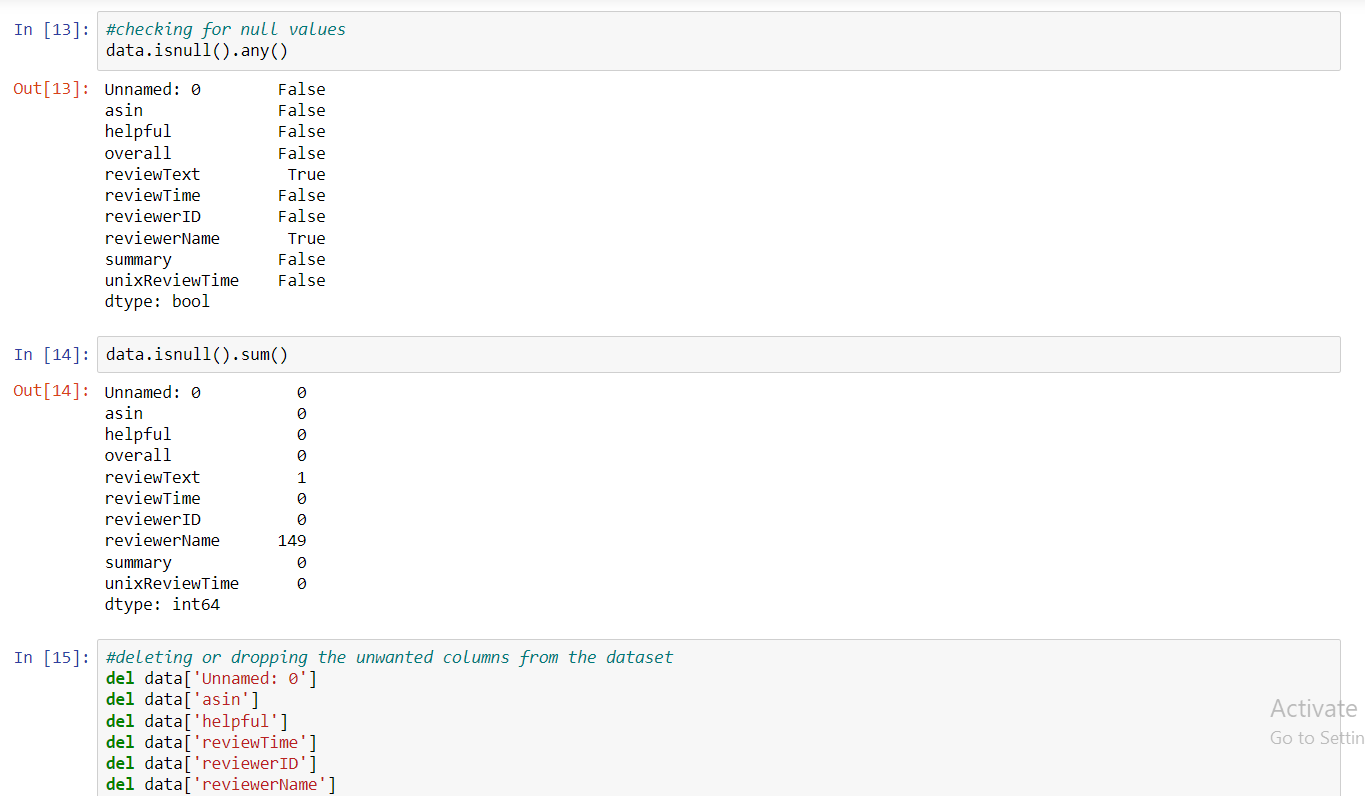 In [13]: #checking for null values
data.isnull().any()
Out[13]: Unnamed: 0 False
asin False
helpful False
overall False
reviewText True
reviewTime False
reviewerID False
reviewerName True
summary False
unixReviewTime False
dtype: bool
In [14]: data.isnull().sum()
Out[14]: Unnamed: 0 0
asin 0
helpful 0
overall 0
reviewText 1
reviewTime 0
reviewerID 0
reviewerName 149
summary 0
unixReviewTime 0
dtype: int64
In [15]: #deleting or dropping the unwanted columns from the dataset
del data['Unnamed: 0']
del data['asin']
del data['helpful']
del data['reviewTime']
del data['reviewerID']
del data['reviewerName']
Activate
Go to Settin